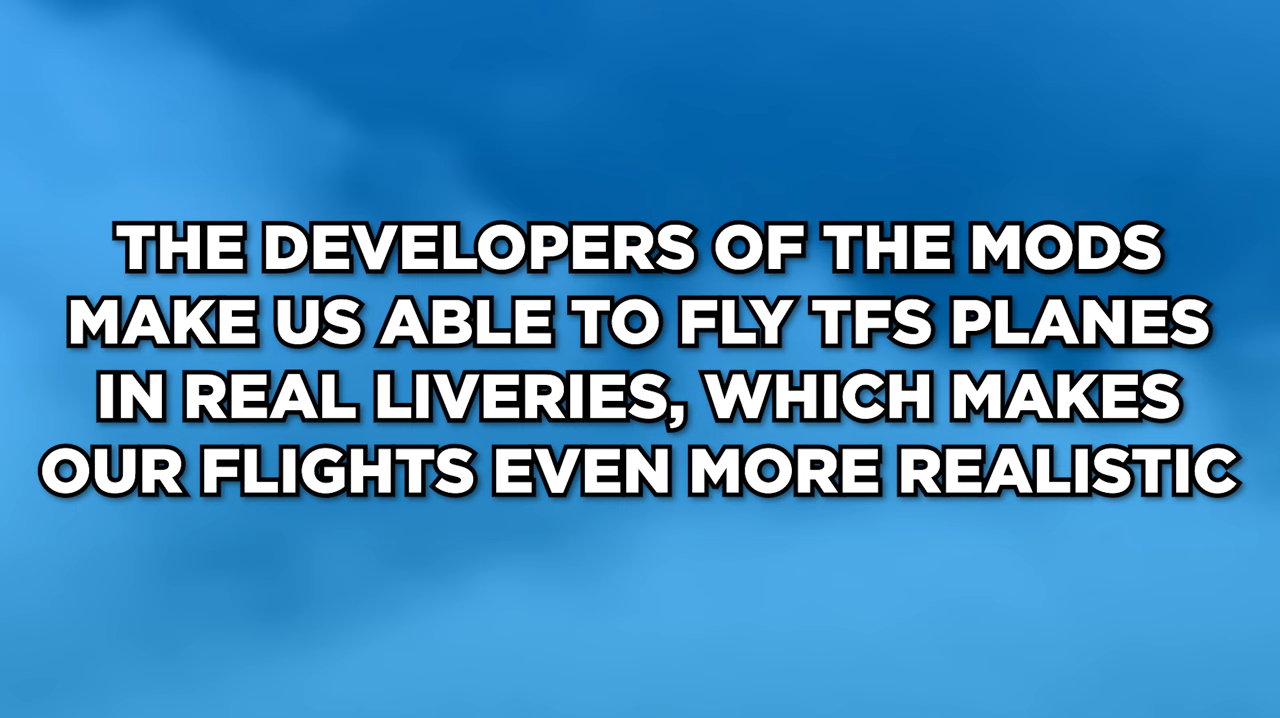 THE DEVELOPERS OF THE MODS
MAKE US ABLE TO FLY TFS PLANES
IN REAL LIVERIES, WHICH MAKES
OUR FLIGHTS EVEN MORE REALISTIC